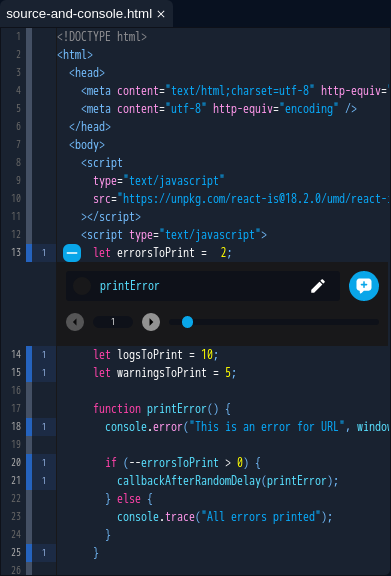 source-and-console.html ×
1 <!DOCTYPE html>
2 <html>
3 <head>
4 <meta content="text/html;charset=utf-8" http-equiv=
5 <meta content="utf-8" http-equiv="encoding" />
6 </head>
7 <body>
8 <script
9 type="text/javascript"
10 src="https://unpkg.com/react-is@18.2.0/umd/react-
11 ></script>
12 <script type="text/javascript">
13 1 let errorsToPrint = 2;
printError
1
14 1 let logsToPrint = 10;
15 1 let warningsToPrint = 5;
16
17 function printError() {
18 1 console.error("This is an error for URL", window
19
20 1 if (--errorsToPrint > 0) {
21 1 callbackAfterRandomDelay(printError);
22 } else {
23 console.trace("All errors printed");
24 }
25 1 }
26